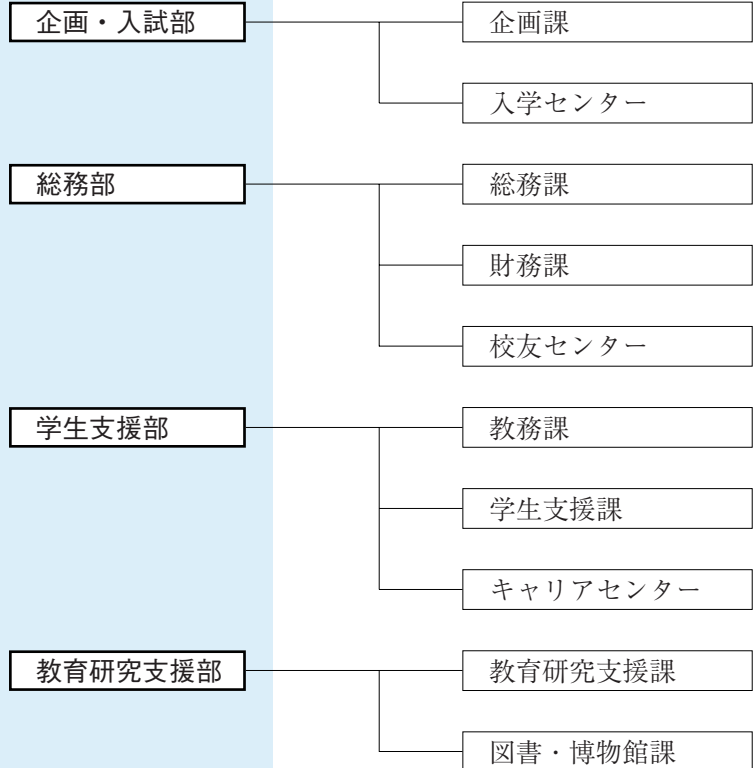 企画・入試部
企画課
入学センター
総務部
総務課
財務課
校友センター
学生支援部
教務課
学生支援課
キャリアセンター
教育研究支援部
教育研究支援課
図書・博物館課